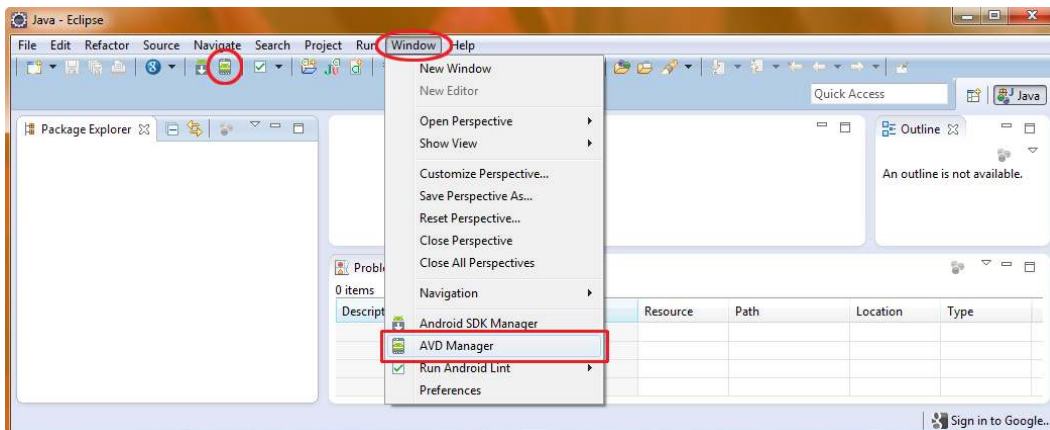 Java - Eclipse
File Edit Refactor Source Navigate Search Project Run Window Help
Quick Access
Java
New Window
New Editor
Open Perspective
Show View
Customize Perspective...
Save Perspective As...
Reset Perspective...
Close Perspective
Close All Perspectives
Navigation
Android SDK Manager
AVD Manager
Run Android Lint
Preferences
Package Explorer
Outline
An outline is not available.
Proble
0 items
Descript Resource Path Location Type
Sign in to Google...